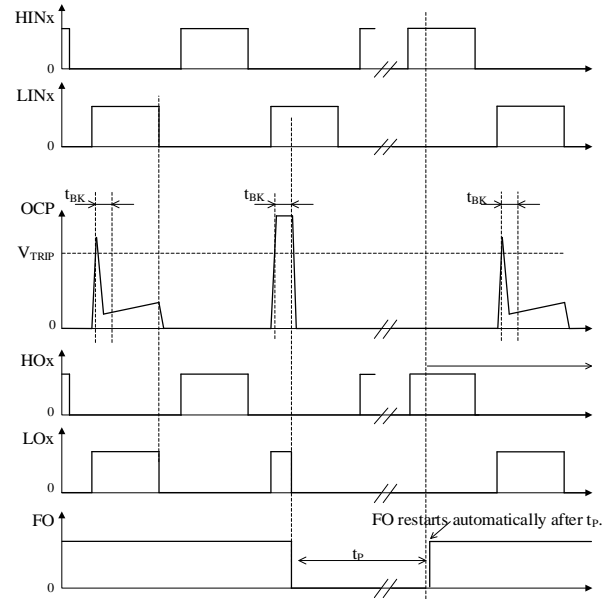 HINx
0
LINx
0
tBK
tBK
tBK
OCP
VTRIP
0
HOx
0
LOx
0
FO
FO restarts automatically after tP.
tP
0